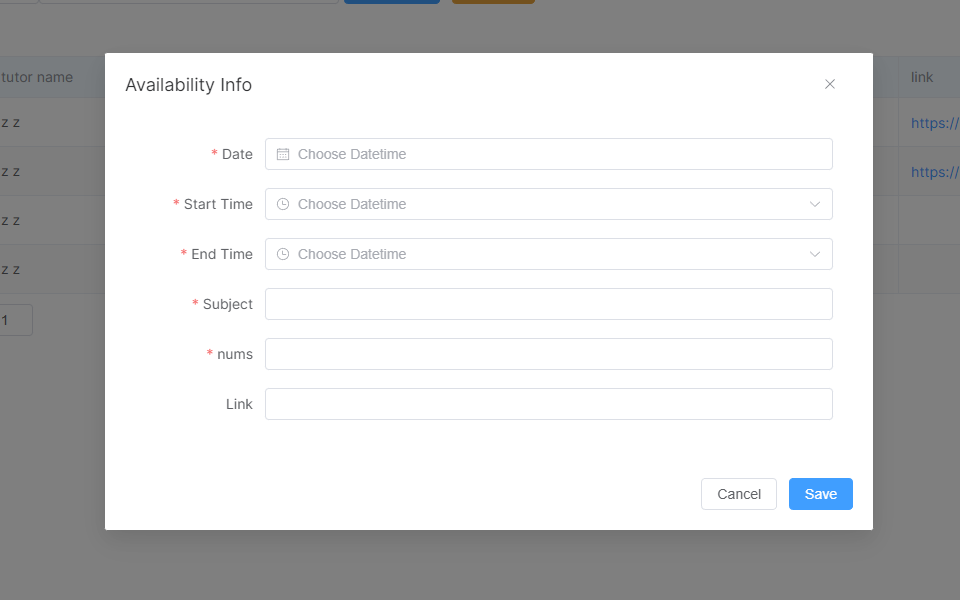 tutor name
link
z z
https://
z z
https://
z z
z z
1
Availability Info
* Date
Choose Datetime
* Start Time
Choose Datetime
* End Time
Choose Datetime
* Subject
* nums
Link
Cancel
Save